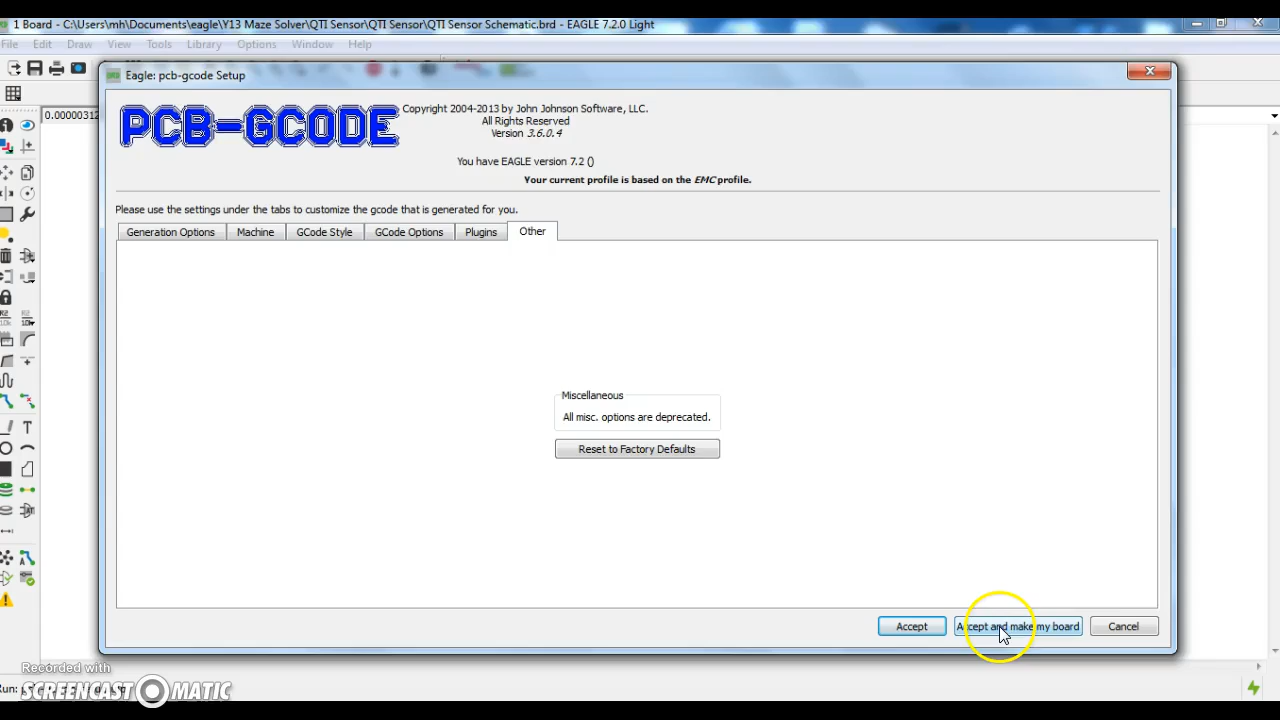 1 Board - C:\Users\mh\Documents\eagle\Y13 Maze Solver\QTI Sensor\QTI Sensor\QTI Sensor Schematic.brd - EAGLE 7.2.0 Light
File Edit Draw View Tools Library Options Window Help
Eagle: pcb-gcode Setup
0.0000312
PCB-GCODE
Copyright 2004-2013 by John Johnson Software, LLC.
All Rights Reserved
Version 3.6.0.4
You have EAGLE version 7.2 ()
Your current profile is based on the EMC profile.
Please use the settings under the tabs to customize the gcode that is generated for you.
Generation Options Machine GCode Style GCode Options Plugins Other
Miscellaneous
All misc. options are deprecated.
Reset to Factory Defaults
Accept Accept and make my board Cancel
Recorded with
SCREENCAST MATIC
Run: